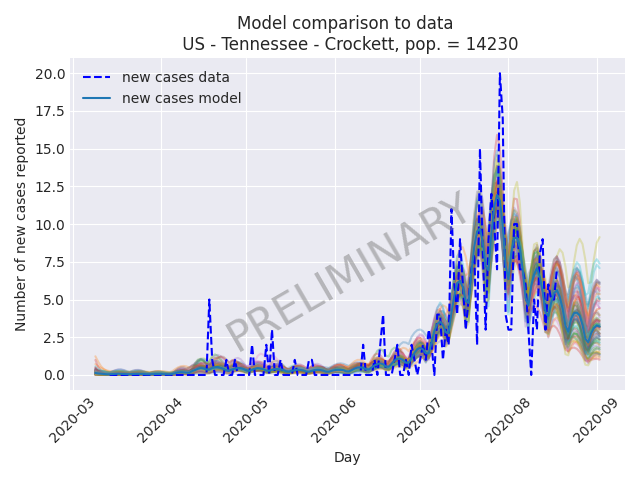 Model comparison to data
US - Tennessee - Crockett, pop. = 14230
new cases data
new cases model
PRELIMINARY
Number of new cases reported
20.0
17.5
15.0
12.5
10.0
7.5
5.0
2.5
0.0
2020-03
2020-04
2020-05
2020-06
2020-07
2020-08
2020-09
Day